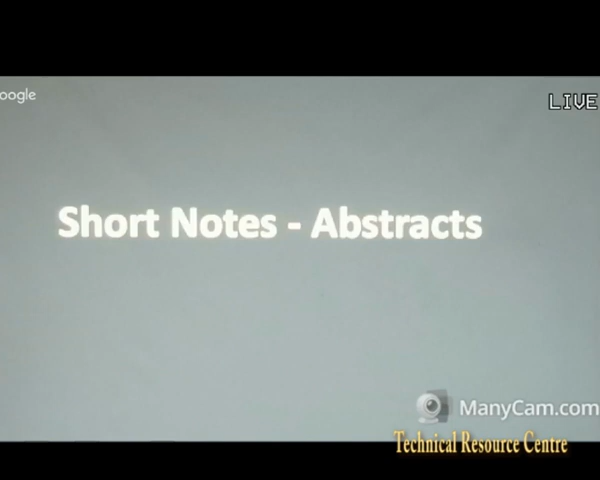 oogle
LIVE
Short Notes - Abstracts
ManyCam.com
Technical Resource Centre